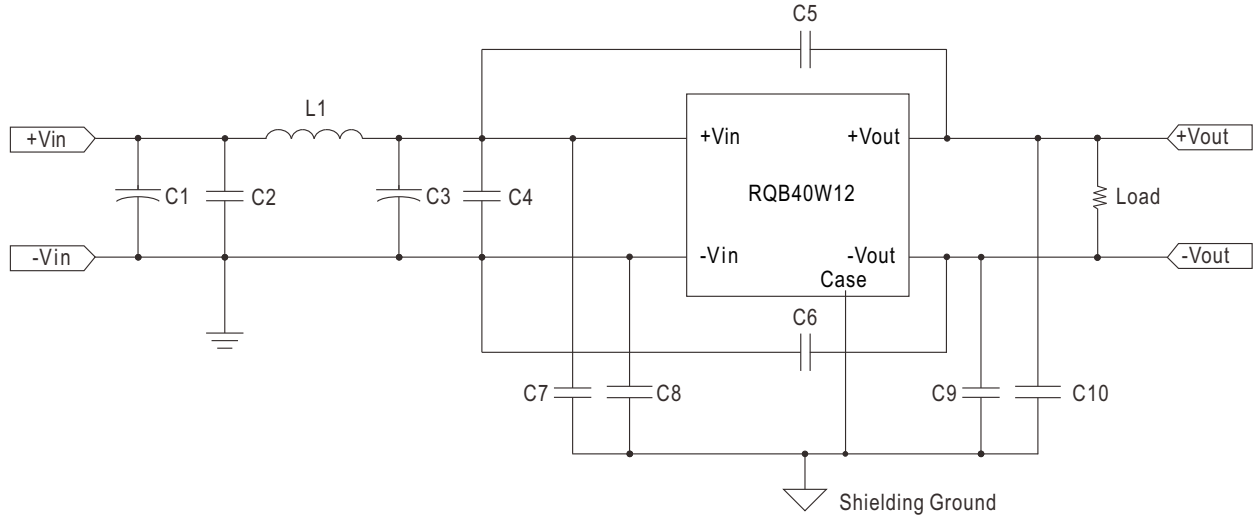 C5
L1
+Vin
+Vin
+Vout
+Vout
C1
C2
C3
C4
RQB40W12
Load
-Vin
-Vin
-Vout
-Vout
Case
C6
C7
C8
C9
C10
Shielding Ground